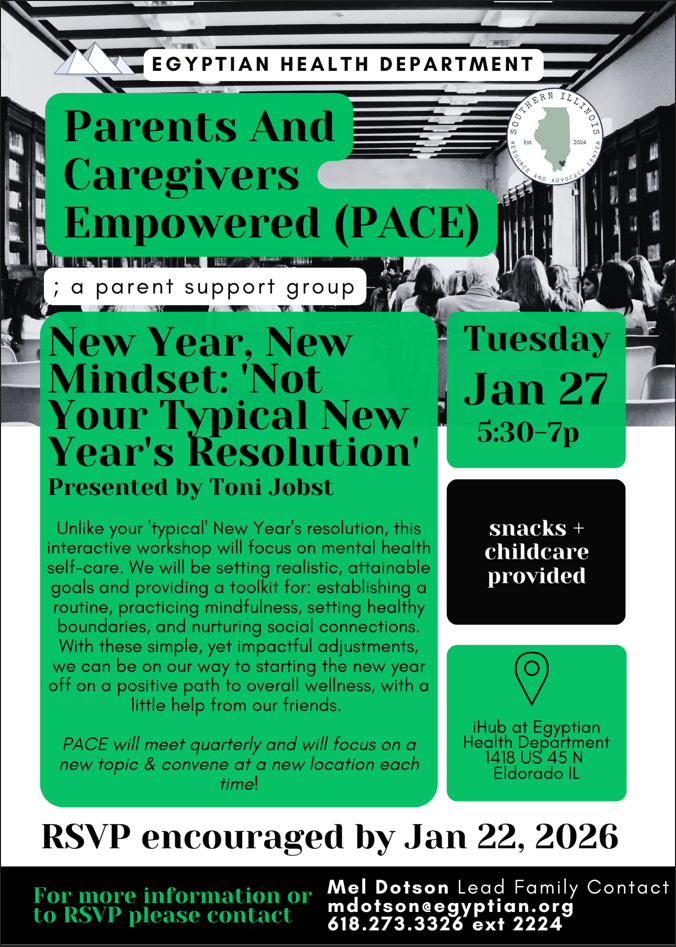 EGYPTIAN HEALTH DEPARTMENT
SOUTHERN ILLINOIS
Est. 2024
RESOURCE AND ADVOCACY CENTER
Parents And
Caregivers
Empowered (PACE)
; a parent support group
New Year, New
Mindset: 'Not
Your Typical New
Year's Resolution'
Presented by Toni Jobst
Unlike your 'typical' New Year's resolution, this
interactive workshop will focus on mental health
self-care. We will be setting realistic, attainable
goals and providing a toolkit for: establishing a
routine, practicing mindfulness, setting healthy
boundaries, and nurturing social connections.
With these simple, yet impactful adjustments,
we can be on our way to starting the new year
off on a positive path to overall wellness, with a
little help from our friends.
PACE will meet quarterly and will focus on a
new topic & convene at a new location each
time!
Tuesday
Jan 27
5:30-7p
snacks +
childcare
provided
iHub at Egyptian
Health Department
1418 US 45 N
Eldorado IL
RSVP encouraged by Jan 22, 2026
For more information or
to RSVP please contact
Mel Dotson Lead Family Contact
mdotson@egyptian.org
618.273.3326 ext 2224